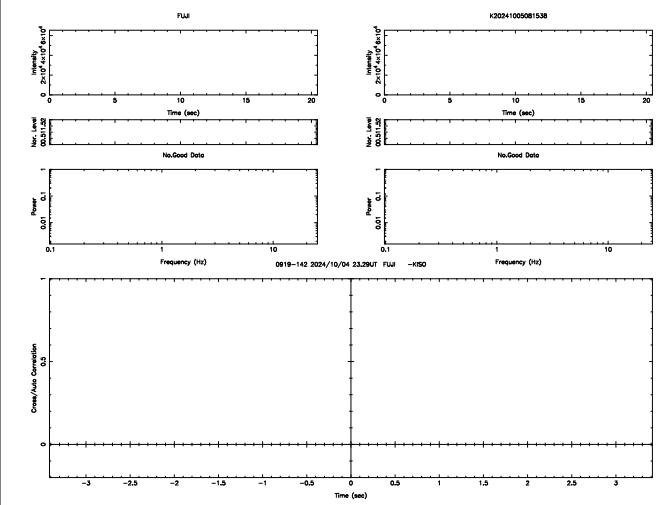 FUJI
K20241005081538
Intensity
0 2×10⁴ 4×10⁴ 6×10⁴
0 5 10 15 20
Time (sec)
Intensity
0 2×10⁴ 4×10⁴ 6×10⁴
0 5 10 15 20
Time (sec)
Nor. Level
00.511.52
Nor. Level
00.511.52
No.Good Data
No.Good Data
Power
0.01 0.1 1
0.1 1 10
Frequency (Hz)
Power
0.01 0.1 1
0.1 1 10
Frequency (Hz)
0919-142 2024/10/04 23.29UT FUJI -KISO
Cross/Auto Correlation
0 0.5 1
-3 -2.5 -2 -1.5 -1 -0.5 0 0.5 1 1.5 2 2.5 3
Time (sec)